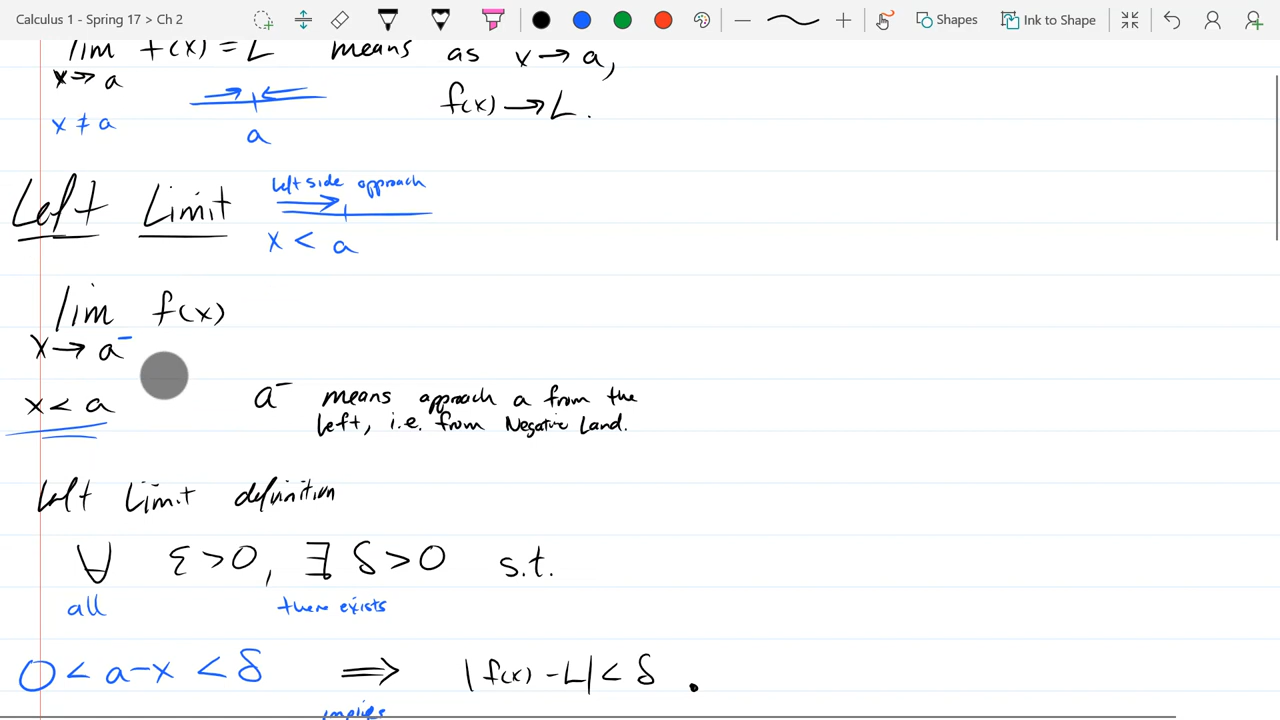 Calculus 1 - Spring 17 > Ch 2
Shapes
Ink to Shape
lim f(x) = L means as x → a,
x → a
f(x) → L.
x ≠ a
a
Left Limit
left side approach
x < a
lim f(x)
x → a⁻
x < a
a⁻ means approach a from the
left, i.e. from Negative Land.
Left Limit definition
∀ ε > 0, ∃ δ > 0 s.t.
all there exists
0 < a - x < δ ⟹ |f(x) - L| < δ .
implies